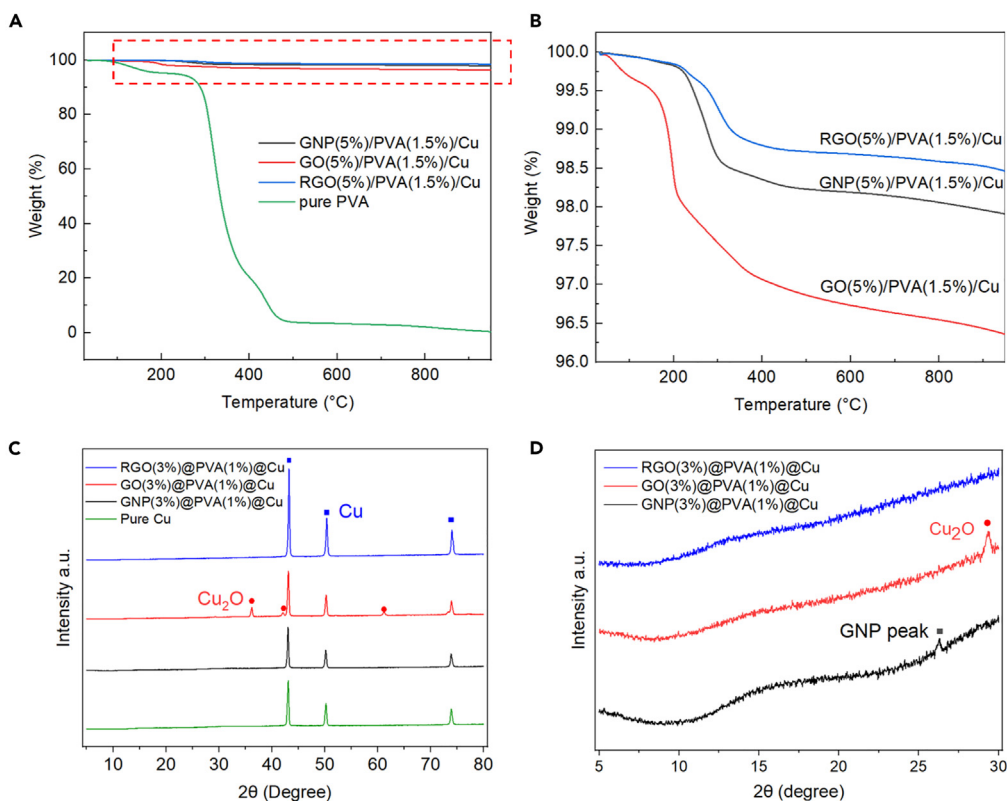 A
100
80
60
40
20
0
Weight (%)
GNP(5%)/PVA(1.5%)/Cu
GO(5%)/PVA(1.5%)/Cu
RGO(5%)/PVA(1.5%)/Cu
pure PVA
200 400 600 800
Temperature (°C)
B
100.0
99.5
99.0
98.5
98.0
97.5
97.0
96.5
96.0
Weight (%)
RGO(5%)/PVA(1.5%)/Cu
GNP(5%)/PVA(1.5%)/Cu
GO(5%)/PVA(1.5%)/Cu
200 400 600 800
Temperature (°C)
C
RGO(3%)@PVA(1%)@Cu
GO(3%)@PVA(1%)@Cu
GNP(3%)@PVA(1%)@Cu
Pure Cu
Cu
Cu₂O
Intensity a.u.
10 20 30 40 50 60 70 80
2θ (Degree)
D
RGO(3%)@PVA(1%)@Cu
GO(3%)@PVA(1%)@Cu
GNP(3%)@PVA(1%)@Cu
Cu₂O
GNP peak
Intensity a.u.
5 10 15 20 25 30
2θ (degree)